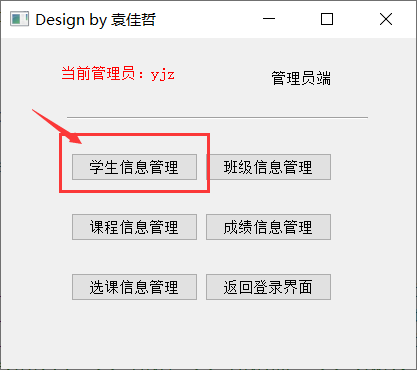 Design by 袁佳哲
当前管理员：yjz
管理员端
学生信息管理 班级信息管理
课程信息管理 成绩信息管理
选课信息管理 返回登录界面